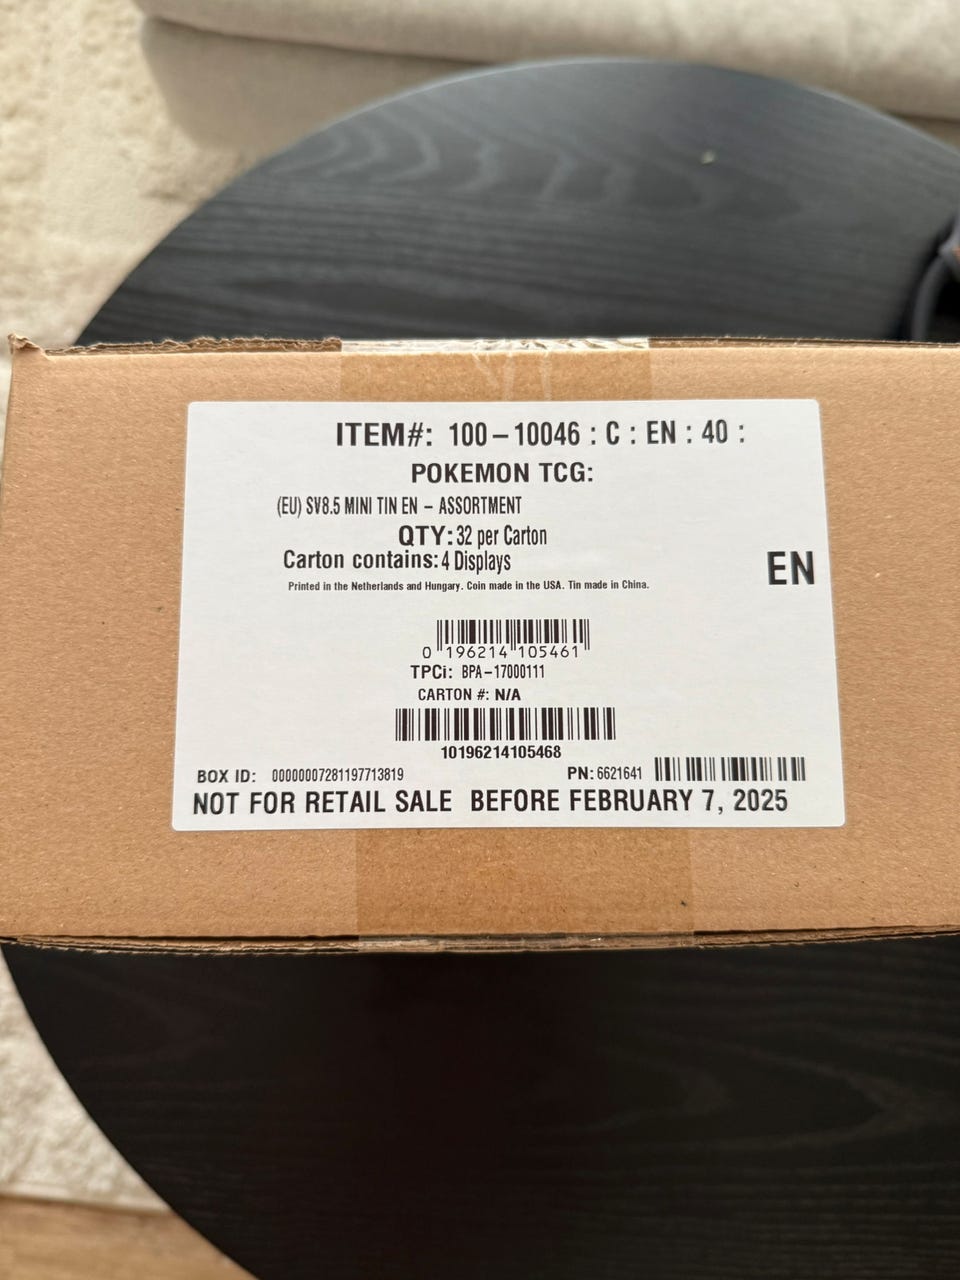 ITEM#: 100-10046 : C : EN : 40 :
POKEMON TCG:
(EU) SV8.5 MINI TIN EN - ASSORTMENT
QTY: 32 per Carton
Carton contains: 4 Displays
EN
Printed in the Netherlands and Hungary. Coin made in the USA. Tin made in China.
0 196214 105461
TPCi: BPA-17000111
CARTON #: N/A
10196214105468
BOX ID: 00000007281197713819 PN: 6621641
NOT FOR RETAIL SALE BEFORE FEBRUARY 7, 2025